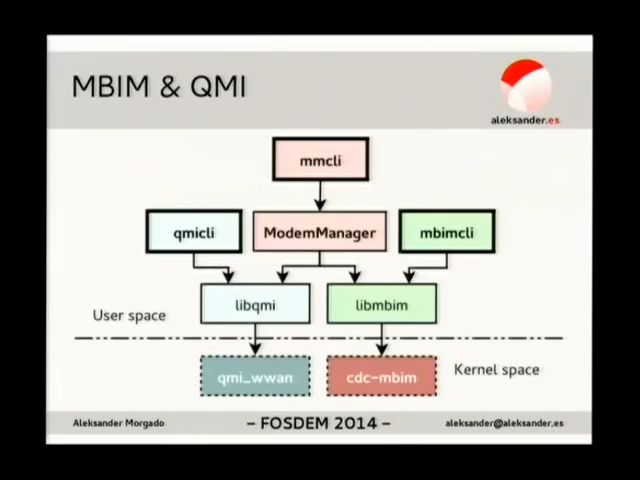 MBIM & QMI
aleksander.es
mmcli
qmicli
ModemManager
mbimcli
libqmi
libmbim
User space
qmi_wwan
cdc-mbim
Kernel space
Aleksander Morgado
– FOSDEM 2014 –
aleksander@aleksander.es